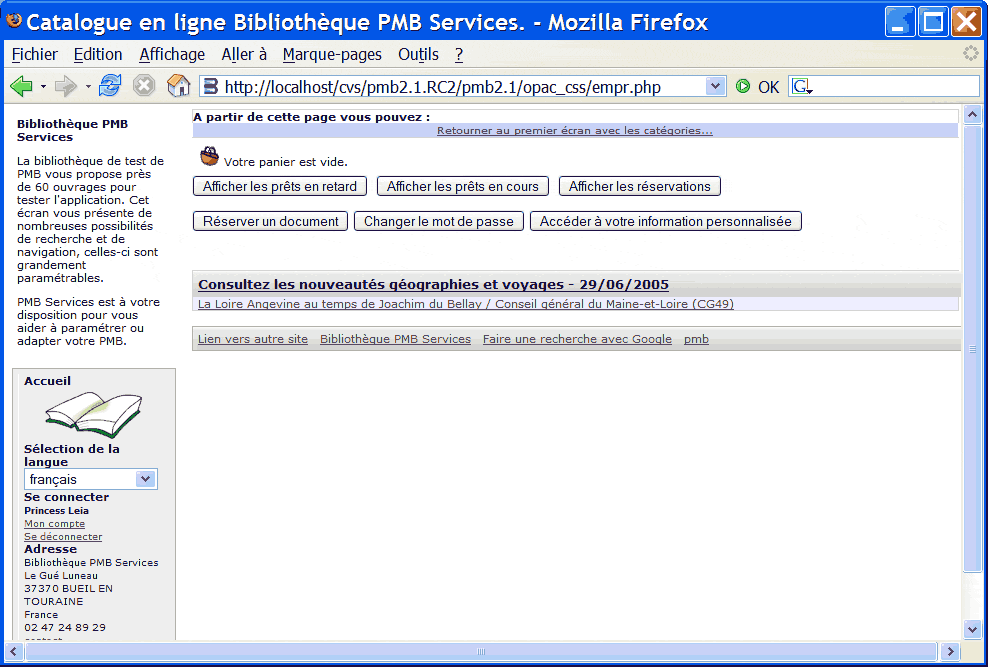 Catalogue en ligne Bibliothèque PMB Services. - Mozilla Firefox
Fichier Edition Affichage Aller à Marque-pages Outils ?
http://localhost/cvs/pmb2.1.RC2/pmb2.1/opac_css/empr.php OK G
Bibliothèque PMB
Services
La bibliothèque de test de
PMB vous propose près
de 60 ouvrages pour
tester l'application. Cet
écran vous présente de
nombreuses possibilités
de recherche et de
navigation, celles-ci sont
grandement
paramétrables.
PMB Services est à votre
disposition pour vous
aider à paramétrer ou
adapter votre PMB.
Accueil
Sélection de la
langue
français
Se connecter
Princess Leia
Mon compte
Se déconnecter
Adresse
Bibliothèque PMB Services
Le Gué Luneau
37370 BUEIL EN
TOURAINE
France
02 47 24 89 29
A partir de cette page vous pouvez :
Retourner au premier écran avec les catégories...
Votre panier est vide.
Afficher les prêts en retard Afficher les prêts en cours Afficher les réservations
Réserver un document Changer le mot de passe Accéder à votre information personnalisée
Consultez les nouveautés géographies et voyages - 29/06/2005
La Loire Angevine au temps de Joachim du Bellay / Conseil général du Maine-et-Loire (CG49)
Lien vers autre site Bibliothèque PMB Services Faire une recherche avec Google pmb